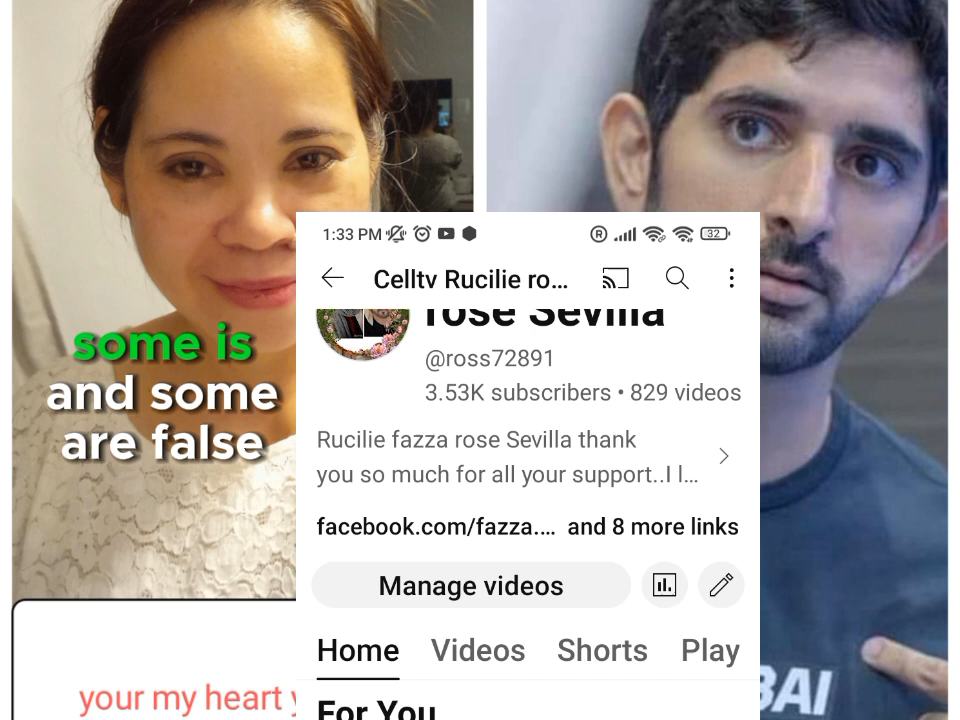 some is
and some
are false
your my heart
1:33 PM
R
32
Celltv Rucilie ro...
rose Sevilla
@ross72891
3.53K subscribers • 829 videos
Rucilie fazza rose Sevilla thank
you so much for all your support..I l...
facebook.com/fazza.... and 8 more links
Manage videos
Home Videos Shorts Play
For You
BAI